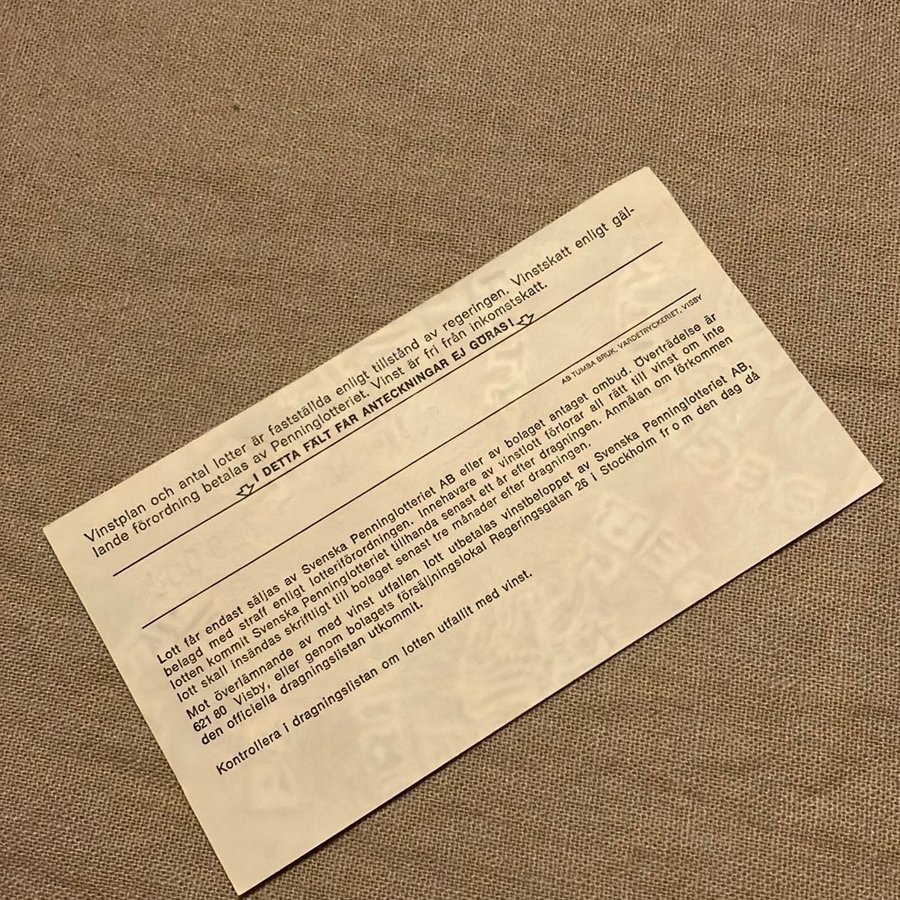 Vinstplan och antal lotter är fastställda enligt tillstånd av regeringen. Vinstskatt enligt gäl-
lande förordning betalas av Penninglotteriet. Vinst är fri från inkomstskatt.
I DETTA FÄLT FÅR ANTECKNINGAR EJ GÖRAS!
AB TUMBA BRUK, VÄRDETRYCKERIET, VISBY
Lott får endast säljas av Svenska Penninglotteriet AB eller av bolaget antaget ombud. Överträdelse är
belagd med straff enligt lotteriförordningen. Innehavare av vinstlott förlorar all rätt till vinst om inte
lotten kommit Svenska Penninglotteriet tillhanda senast ett år efter dragningen. Anmälan om förkommen
lott skall insändas skriftligt till bolaget senast tre månader efter dragningen.
Mot överlämnande av med vinst utfallen lott utbetalas vinstbeloppet av Svenska Penninglotteriet AB,
621 80 Visby, eller genom bolagets försäljningslokal Regeringsgatan 26 i Stockholm fr o m den dag då
den officiella dragningslistan utkommit.
Kontrollera i dragningslistan om lotten utfallit med vinst.